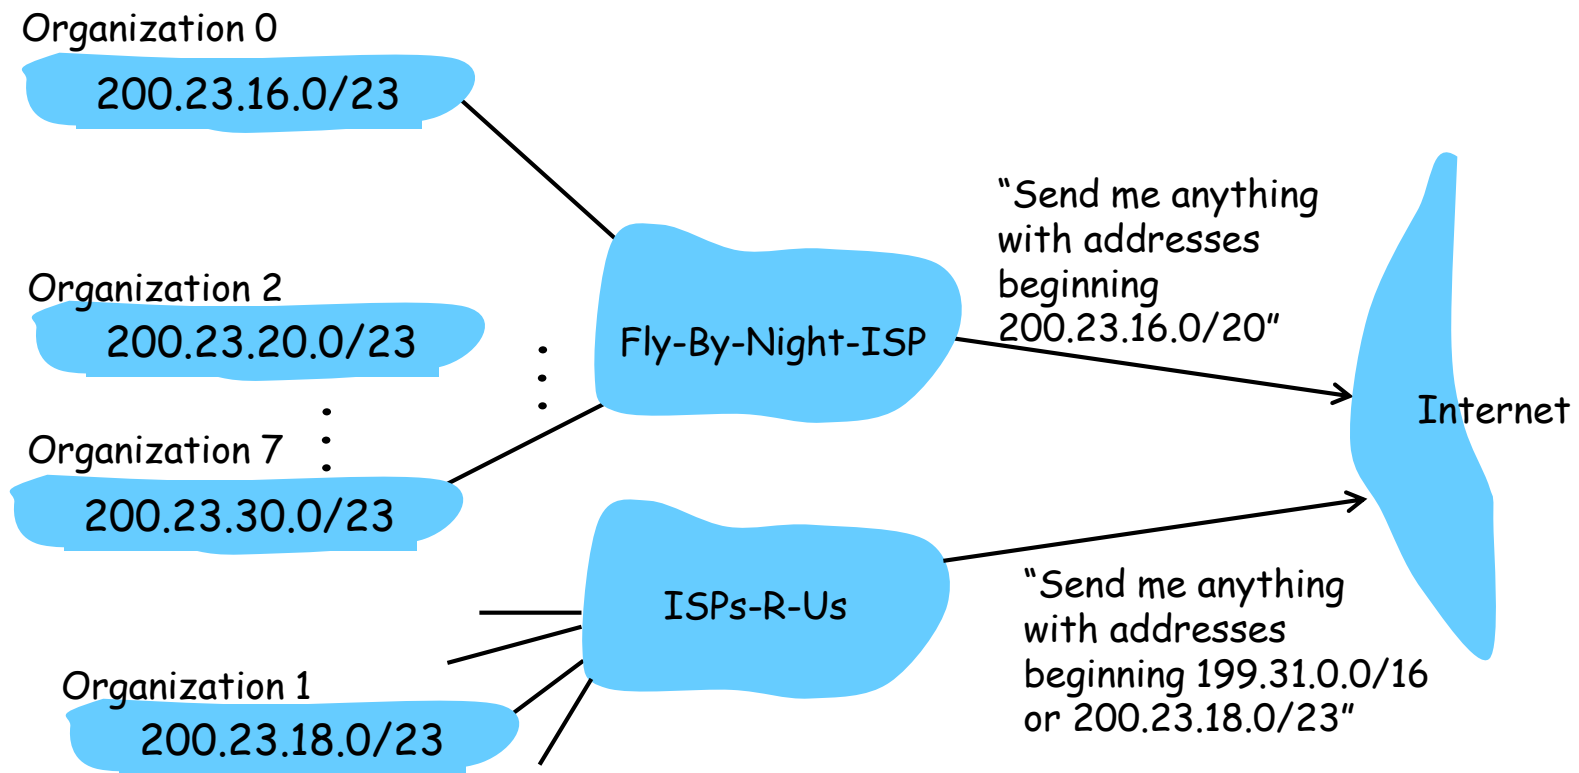 Organization 0
200.23.16.0/23
Organization 2
200.23.20.0/23
Organization 7
200.23.30.0/23
Fly-By-Night-ISP
“Send me anything
with addresses
beginning
200.23.16.0/20”
Internet
ISPs-R-Us
Organization 1
200.23.18.0/23
“Send me anything
with addresses
beginning 199.31.0.0/16
or 200.23.18.0/23”